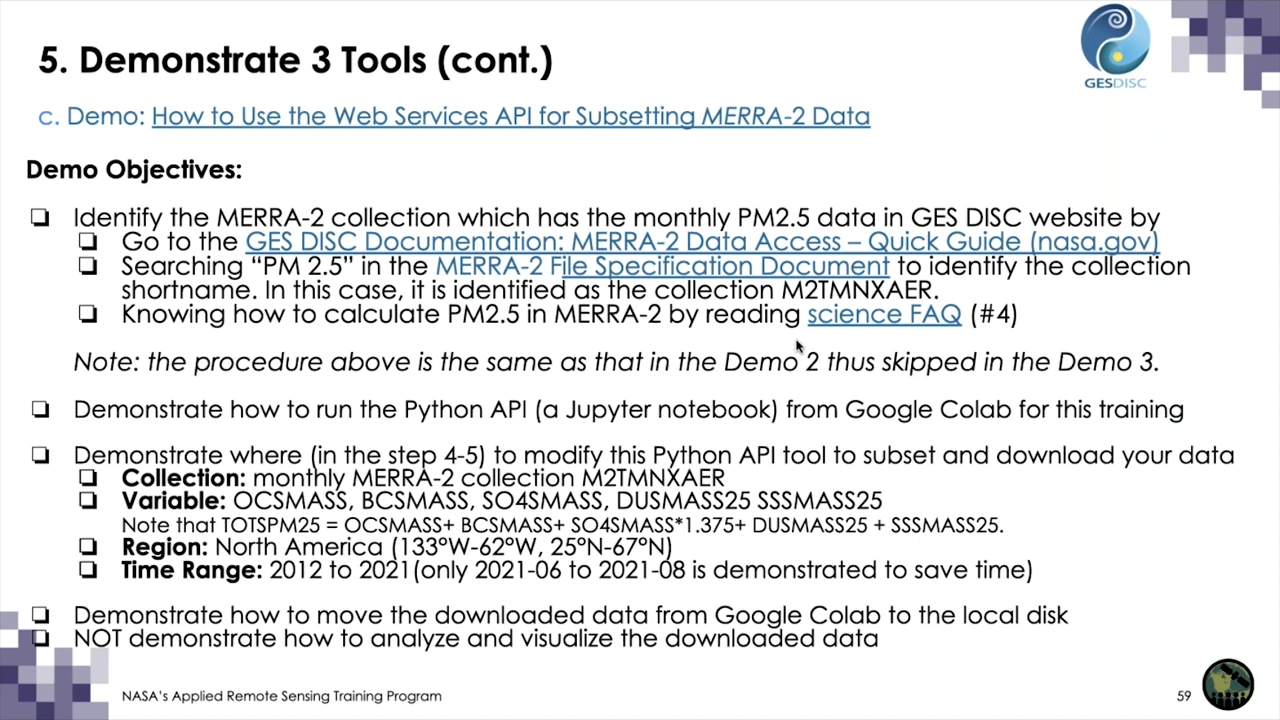 5. Demonstrate 3 Tools (cont.)
GESDISC
c. Demo: How to Use the Web Services API for Subsetting MERRA-2 Data
Demo Objectives:
❏ Identify the MERRA-2 collection which has the monthly PM2.5 data in GES DISC website by
❏ Go to the GES DISC Documentation: MERRA-2 Data Access – Quick Guide (nasa.gov)
❏ Searching “PM 2.5” in the MERRA-2 File Specification Document to identify the collection
shortname. In this case, it is identified as the collection M2TMNXAER.
❏ Knowing how to calculate PM2.5 in MERRA-2 by reading science FAQ (#4)
Note: the procedure above is the same as that in the Demo 2 thus skipped in the Demo 3.
❏ Demonstrate how to run the Python API (a Jupyter notebook) from Google Colab for this training
❏ Demonstrate where (in the step 4-5) to modify this Python API tool to subset and download your data
❏ Collection: monthly MERRA-2 collection M2TMNXAER
❏ Variable: OCSMASS, BCSMASS, SO4SMASS, DUSMASS25 SSSMASS25
Note that TOTSPM25 = OCSMASS+ BCSMASS+ SO4SMASS*1.375+ DUSMASS25 + SSSMASS25.
❏ Region: North America (133°W-62°W, 25°N-67°N)
❏ Time Range: 2012 to 2021(only 2021-06 to 2021-08 is demonstrated to save time)
❏ Demonstrate how to move the downloaded data from Google Colab to the local disk
❏ NOT demonstrate how to analyze and visualize the downloaded data
NASA’s Applied Remote Sensing Training Program
59